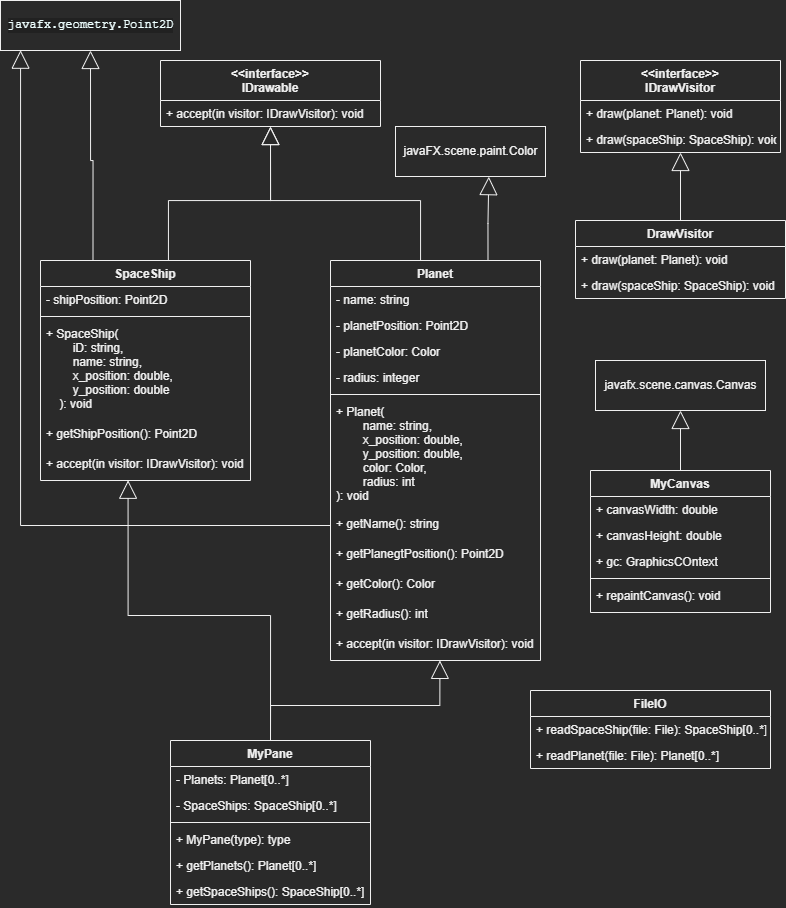 javafx.geometry.Point2D
<<interface>>
IDrawable
+ accept(in visitor: IDrawVisitor): void
<<interface>>
IDrawVisitor
+ draw(planet: Planet): void
+ draw(spaceShip: SpaceShip): void
javaFX.scene.paint.Color
DrawVisitor
+ draw(planet: Planet): void
+ draw(spaceShip: SpaceShip): void
SpaceShip
- shipPosition: Point2D
+ SpaceShip(
iD: string,
name: string,
x_position: double,
y_position: double
): void
+ getShipPosition(): Point2D
+ accept(in visitor: IDrawVisitor): void
Planet
- name: string
- planetPosition: Point2D
- planetColor: Color
- radius: integer
+ Planet(
name: string,
x_position: double,
y_position: double,
color: Color,
radius: int
): void
+ getName(): string
+ getPlanegtPosition(): Point2D
+ getColor(): Color
+ getRadius(): int
+ accept(in visitor: IDrawVisitor): void
javafx.scene.canvas.Canvas
MyCanvas
+ canvasWidth: double
+ canvasHeight: double
+ gc: GraphicsCOntext
+ repaintCanvas(): void
FileIO
+ readSpaceShip(file: File): SpaceShip[0..*]
+ readPlanet(file: File): Planet[0..*]
MyPane
- Planets: Planet[0..*]
- SpaceShips: SpaceShip[0..*]
+ MyPane(type): type
+ getPlanets(): Planet[0..*]
+ getSpaceShips(): SpaceShip[0..*]